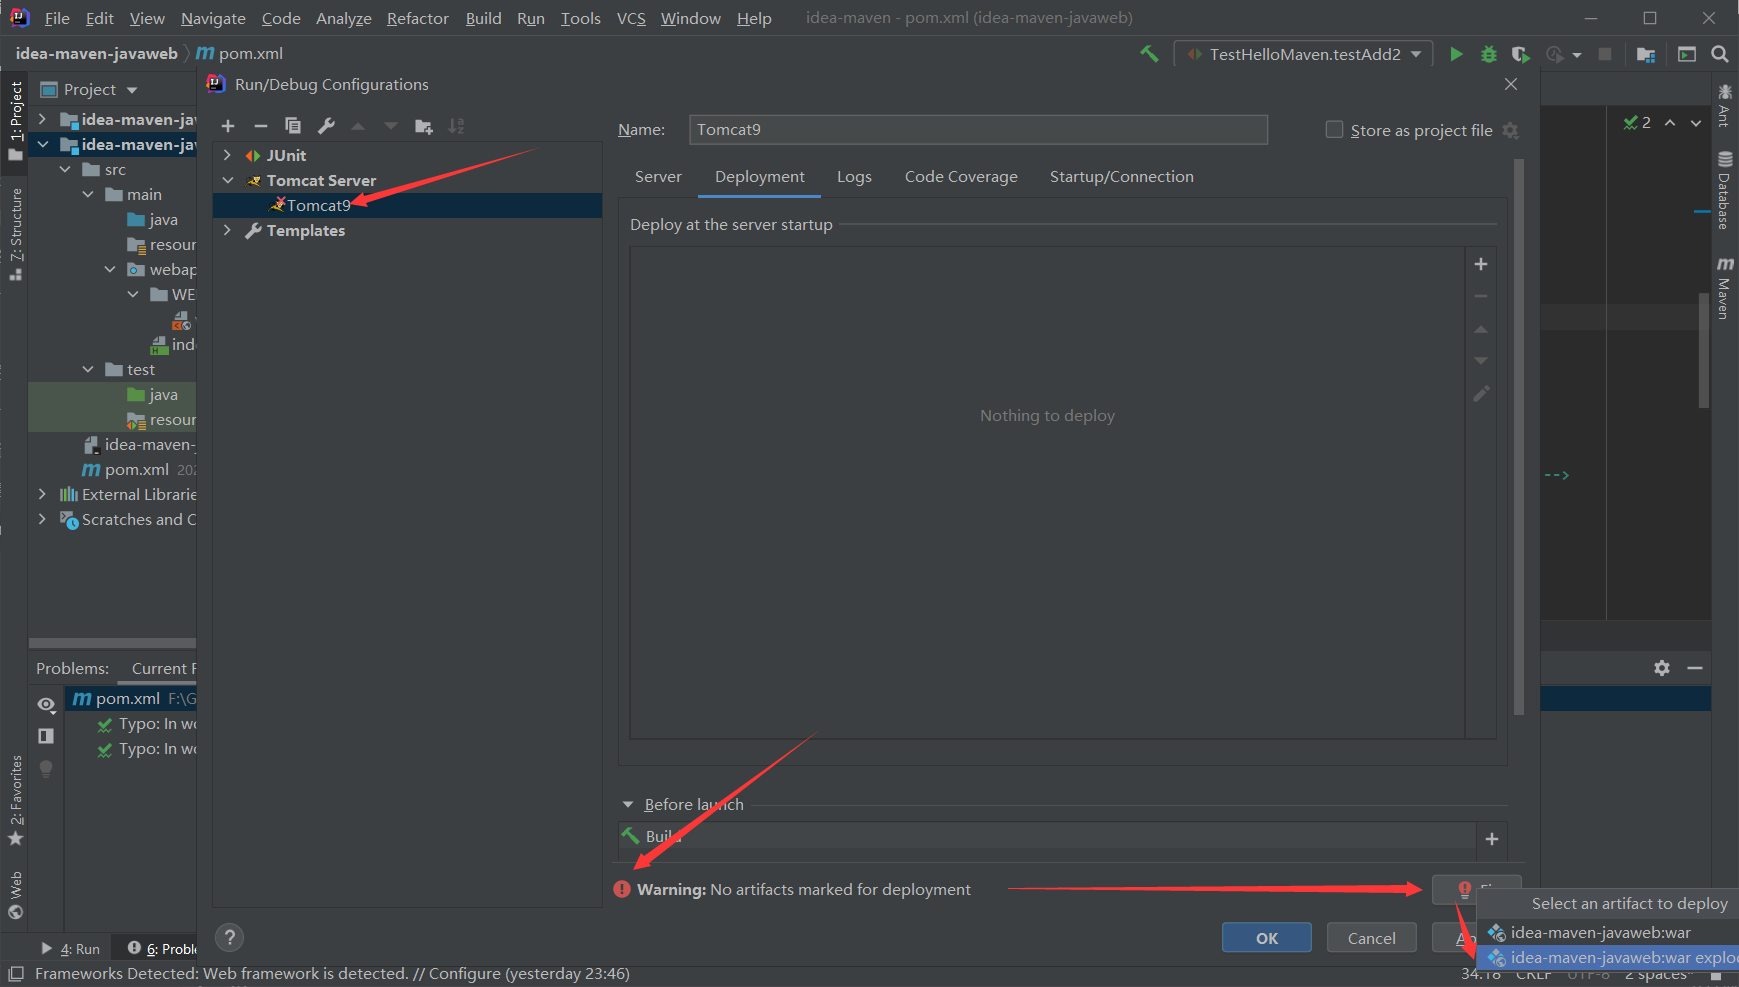 File Edit View Navigate Code Analyze Refactor Build Run Tools VCS Window Help idea-maven - pom.xml (idea-maven-javaweb)
idea-maven-javaweb pom.xml TestHelloMaven.testAdd2
Run/Debug Configurations
1: Project
7: Structure
2: Favorites
Web
Project
idea-maven-ja
idea-maven-ja
src
main
java
resour
webap
WE
ind
test
java
resour
idea-maven-
pom.xml 202
External Librarie
Scratches and C
JUnit
Tomcat Server
Tomcat9
Templates
Name: Tomcat9 Store as project file
Server Deployment Logs Code Coverage Startup/Connection
Deploy at the server startup
Nothing to deploy
Before launch
Build
Warning: No artifacts marked for deployment
OK Cancel
Select an artifact to deploy
idea-maven-javaweb:war
idea-maven-javaweb:war explo
2
-->
Ant
Database
Maven
Problems: Current F
pom.xml F:\G
Typo: In wo
Typo: In wo
4: Run 6: Proble
Frameworks Detected: Web framework is detected. // Configure (yesterday 23:46)
34:18 CRLF UTF-8 2 spaces*